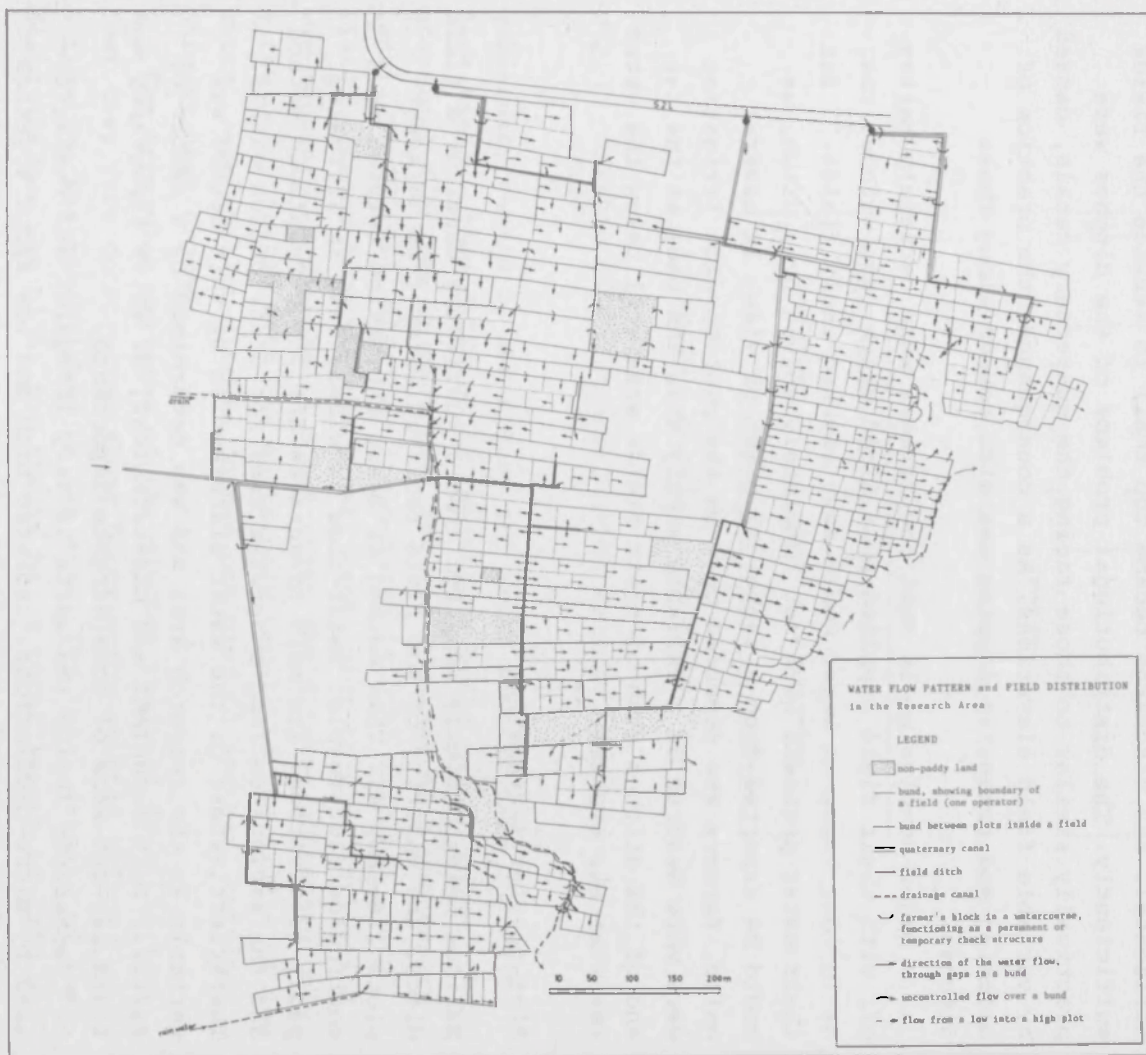 S2L
WATER FLOW PATTERN and FIELD DISTRIBUTION
in the Research Area
LEGEND
non-paddy land
bund, showing boundary of
a field (one operator)
bund between plots inside a field
quaternary canal
field ditch
drainage canal
farmer's block in a watercourse,
functioning as a permanent or
temporary check structure
direction of the water flow,
through gaps in a bund
uncontrolled flow over a bund
flow from a low into a high plot
50 100 200m